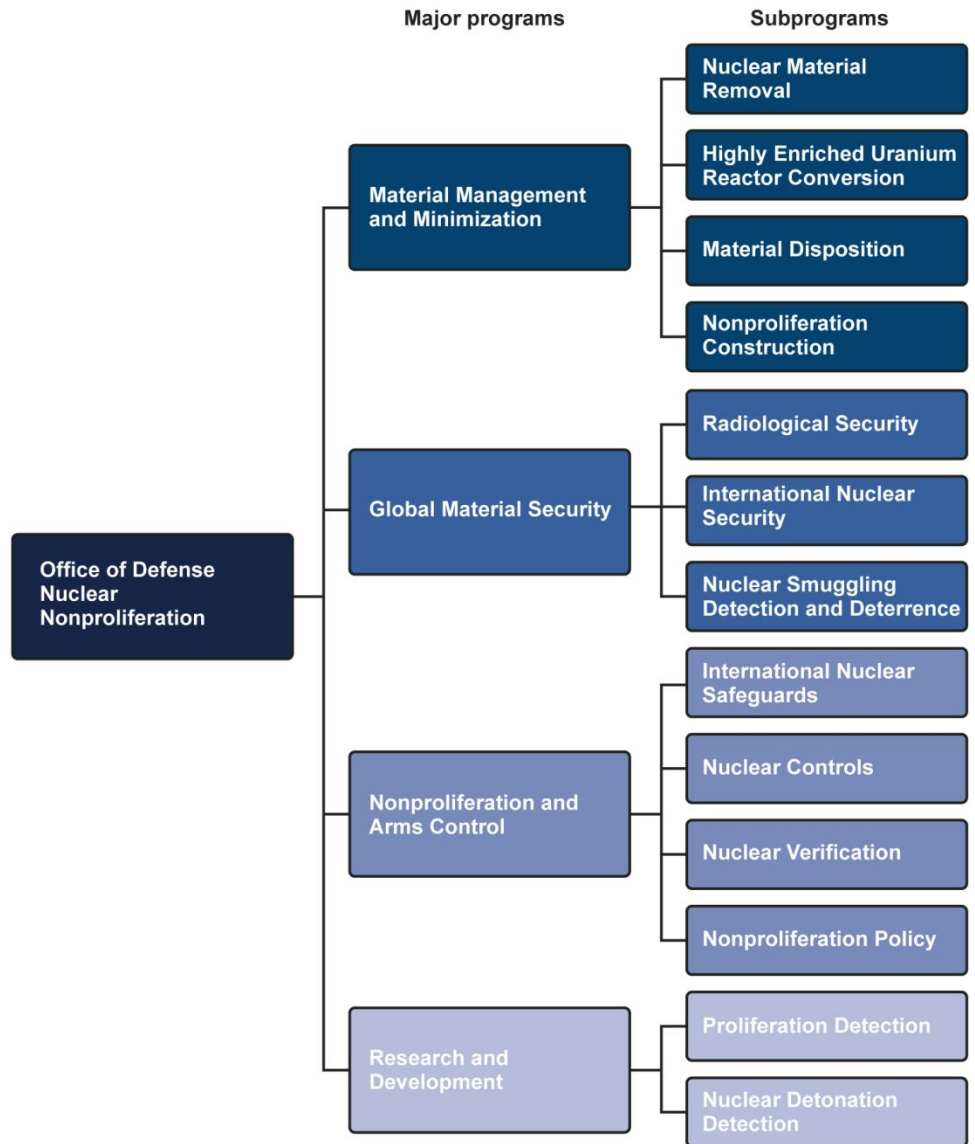 Major programs
Subprograms
Office of Defense
Nuclear
Nonproliferation
Material Management
and Minimization
Nuclear Material
Removal
Highly Enriched Uranium
Reactor Conversion
Material Disposition
Nonproliferation
Construction
Global Material Security
Radiological Security
International Nuclear
Security
Nuclear Smuggling
Detection and Deterrence
Nonproliferation and
Arms Control
International Nuclear
Safeguards
Nuclear Controls
Nuclear Verification
Nonproliferation Policy
Research and
Development
Proliferation Detection
Nuclear Detonation
Detection